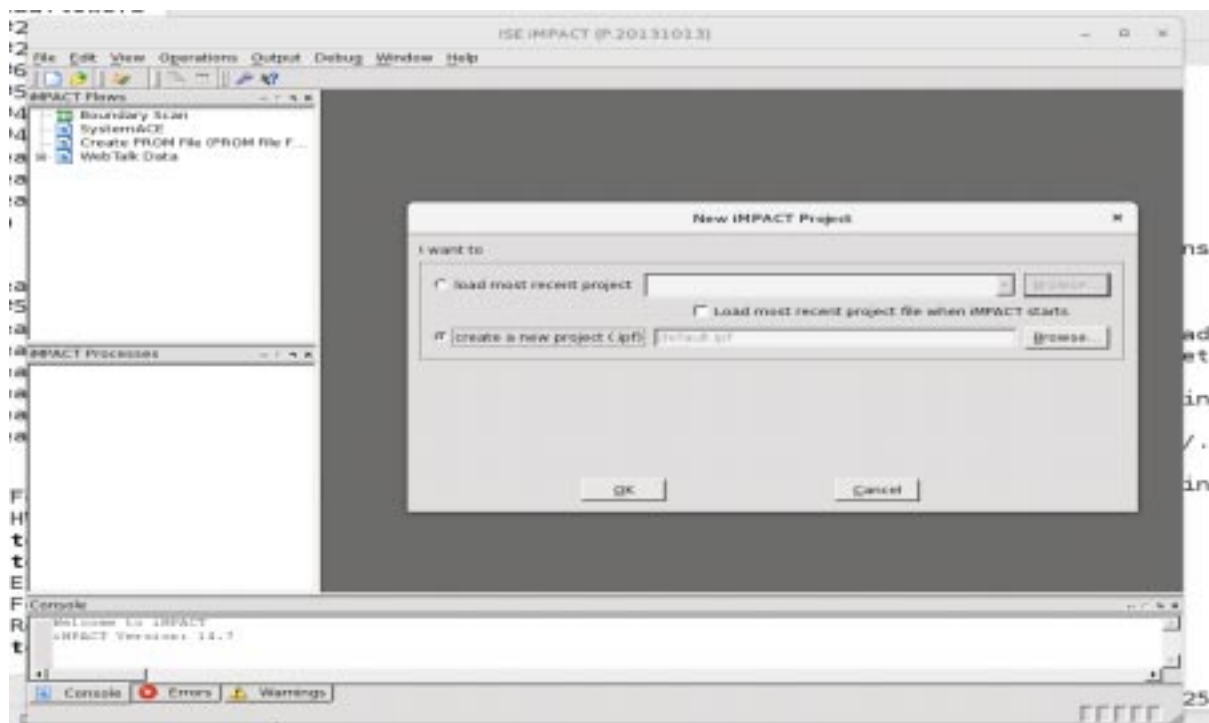 ISE iMPACT (P.20131013)
File Edit View Operations Output Debug Window Help
iMPACT Flows
Boundary Scan
SystemACE
Create PROM File (PROM File F...
WebTalk Data
New iMPACT Project
I want to
load most recent project
Browse...
Load most recent project file when iMPACT starts
create a new project (.ipf)
default.ipf
Browse...
OK
Cancel
iMPACT Processes
Console
Welcome to iMPACT
iMPACT Version: 14.7
Console
Errors
Warnings